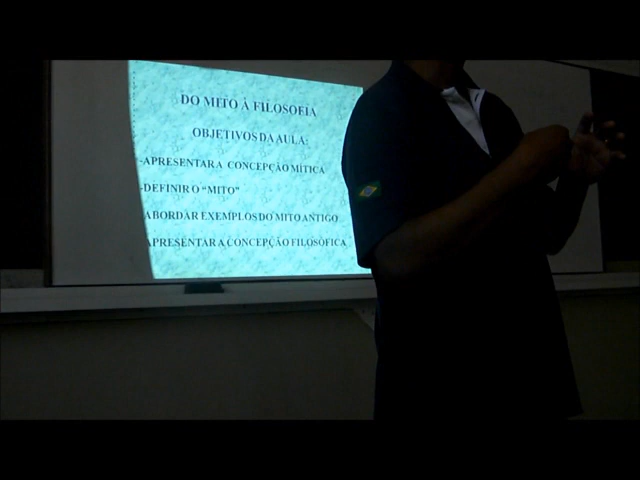 DO MITO À FILOSOFIA
OBJETIVOS DA AULA:
-APRESENTAR A CONCEPÇÃO MÍTICA
-DEFINIR O “MITO”
ABORDAR EXEMPLOS DO MITO ANTIGO
APRESENTAR A CONCEPÇÃO FILOSÓFICA